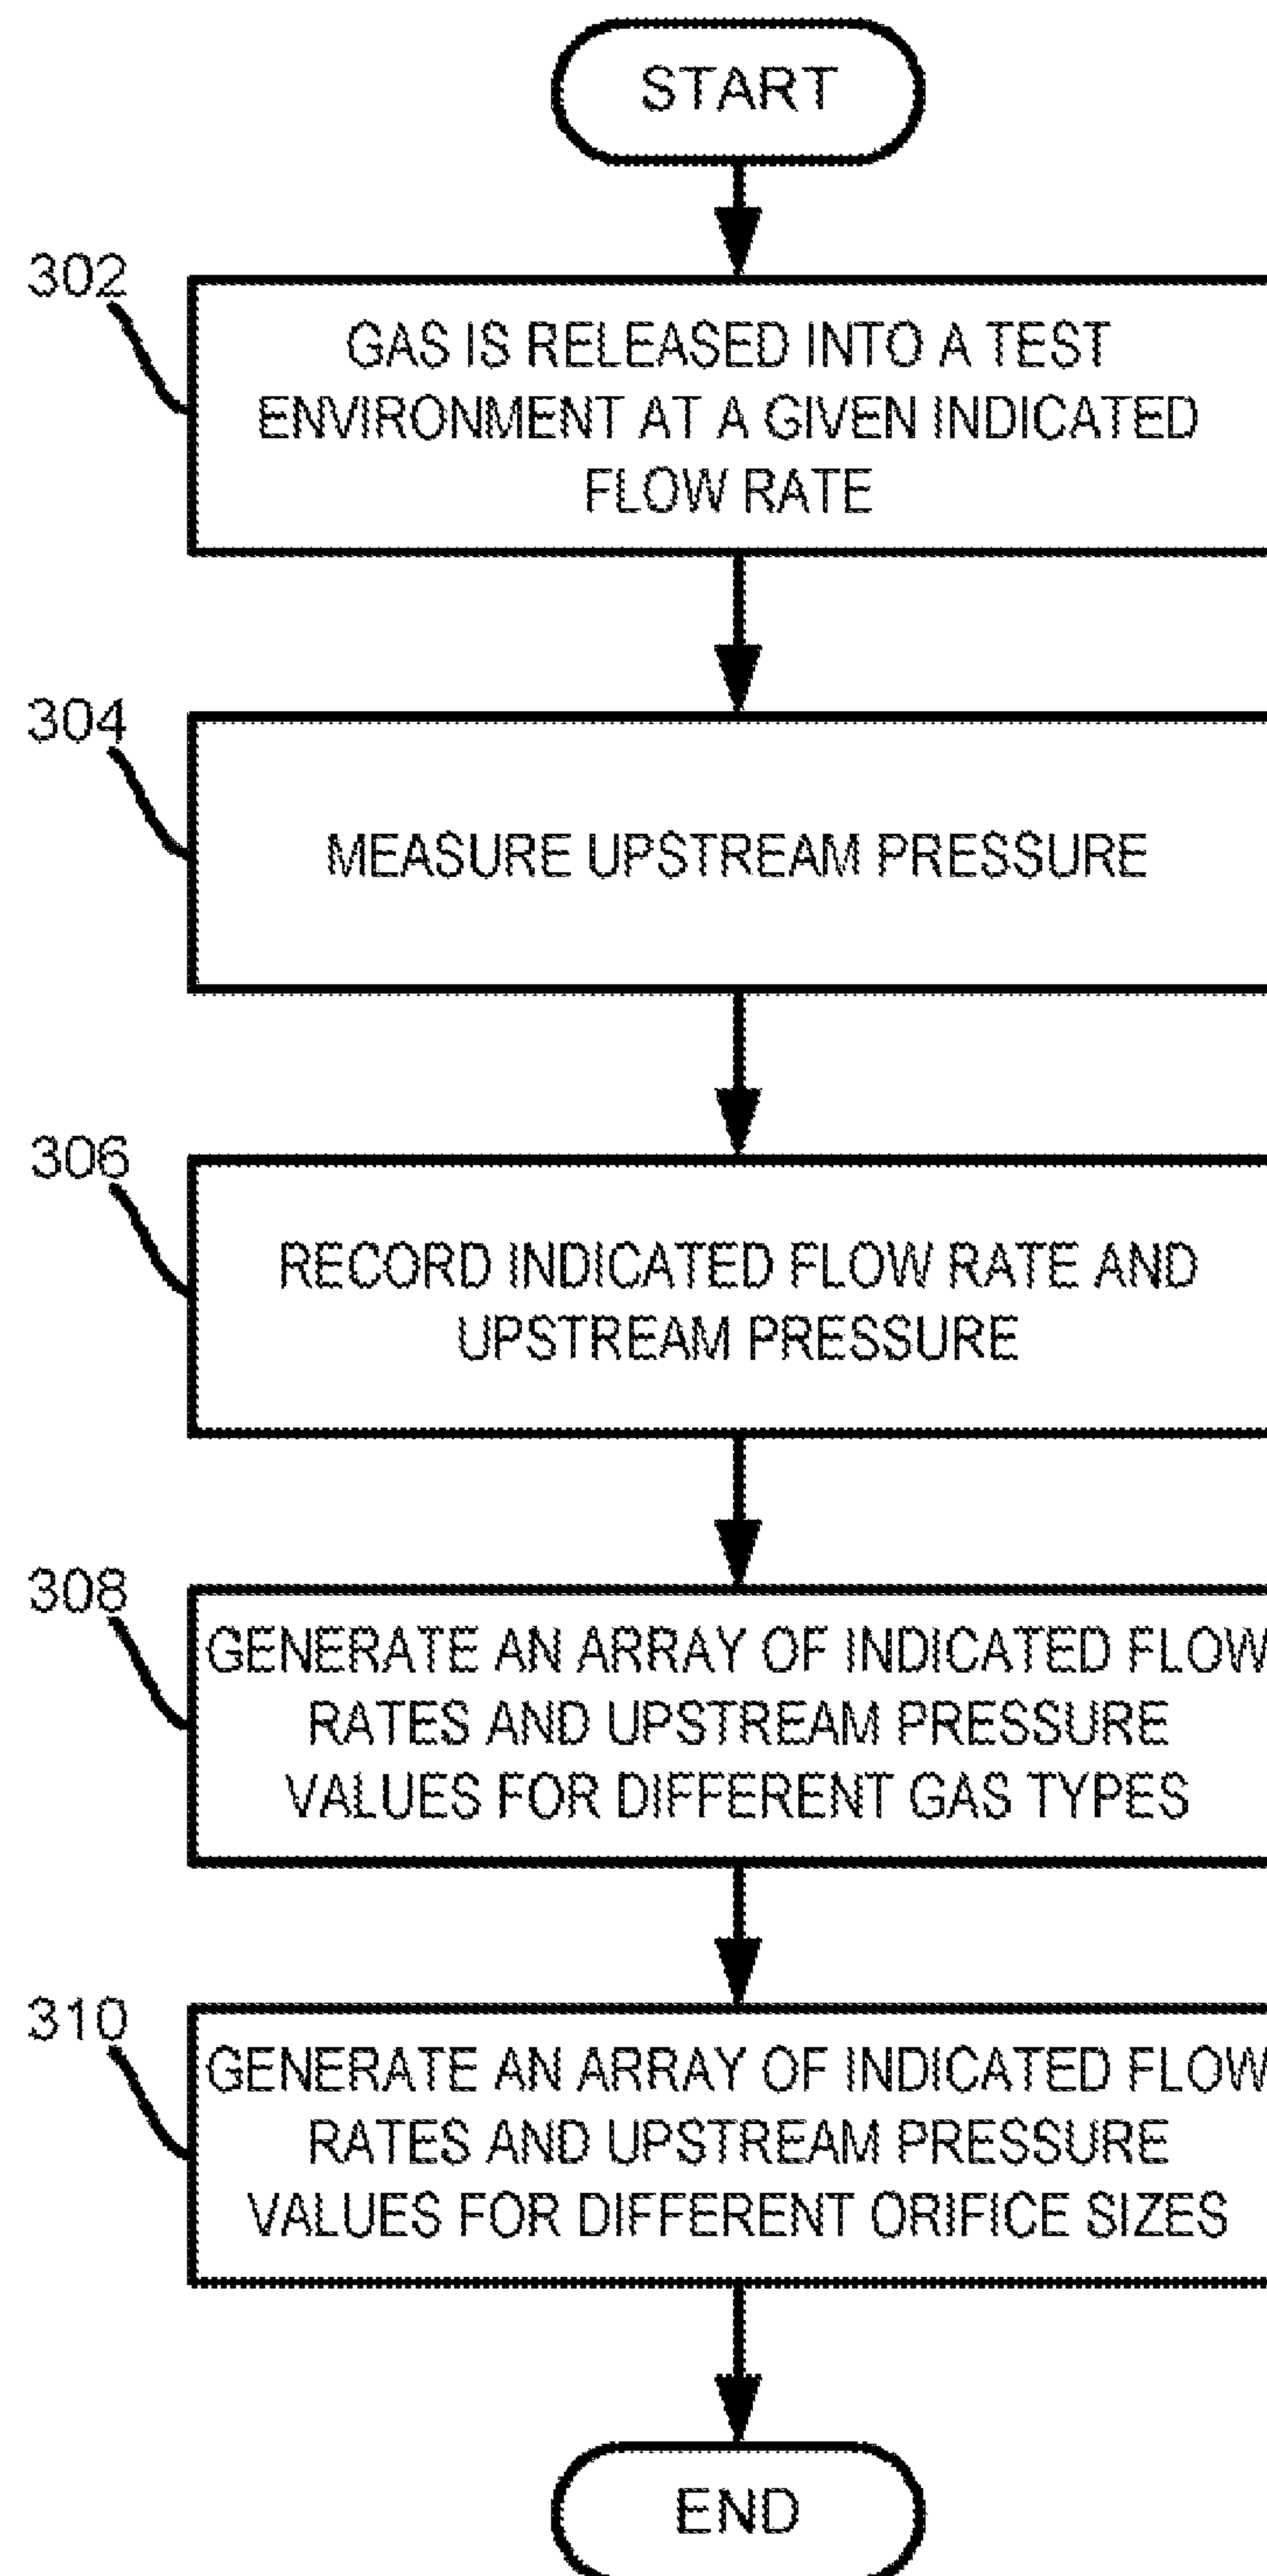 START
302
GAS IS RELEASED INTO A TEST
ENVIRONMENT AT A GIVEN INDICATED
FLOW RATE
304
MEASURE UPSTREAM PRESSURE
306
RECORD INDICATED FLOW RATE AND
UPSTREAM PRESSURE
308
GENERATE AN ARRAY OF INDICATED FLOW
RATES AND UPSTREAM PRESSURE
VALUES FOR DIFFERENT GAS TYPES
310
GENERATE AN ARRAY OF INDICATED FLOW
RATES AND UPSTREAM PRESSURE
VALUES FOR DIFFERENT ORIFICE SIZES
END